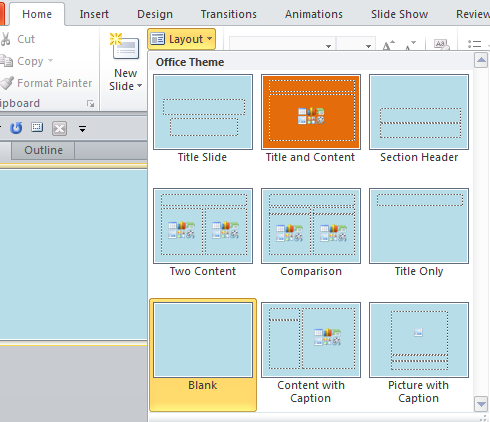 Home Insert Design Transitions Animations Slide Show Review
Cut
Copy
Format Painter
lipboard
New
Slide
Layout
Office Theme
Title Slide Title and Content Section Header
Two Content Comparison Title Only
Blank Content with Picture with
Caption Caption
Outline